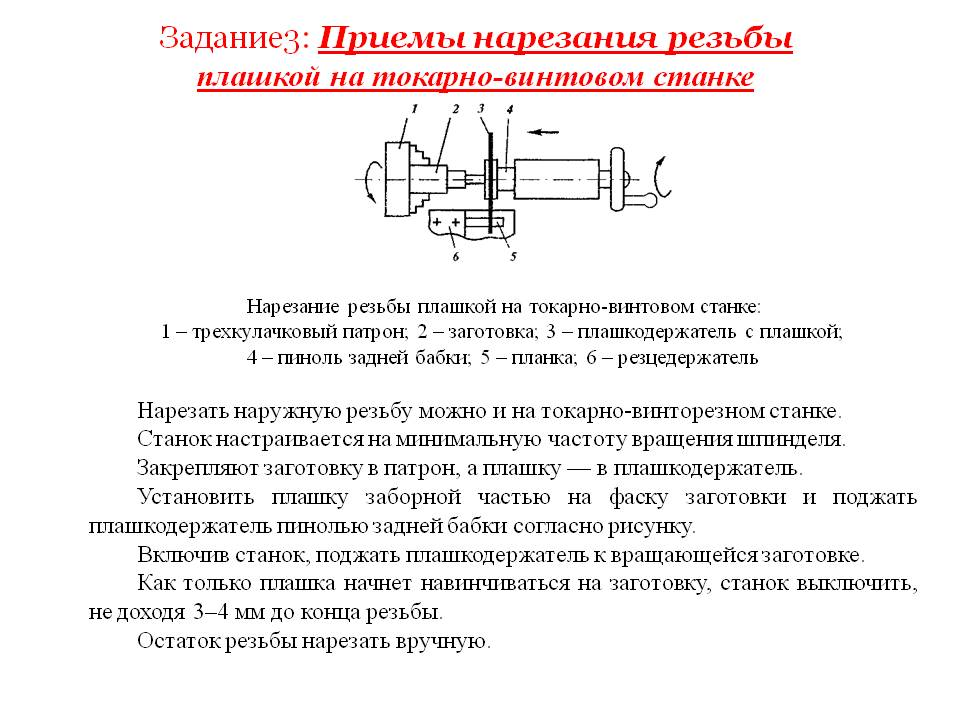 Задание3: Приемы нарезания резьбы
плашкой на токарно-винтовом станке
1 2 3 4
6 5
Нарезание резьбы плашкой на токарно-винтовом станке:
1 – трехкулачковый патрон; 2 – заготовка; 3 – плашкодержатель с плашкой;
4 – пиноль задней бабки; 5 – планка; 6 – резцедержатель
Нарезать наружную резьбу можно и на токарно-винторезном станке.
Станок настраивается на минимальную частоту вращения шпинделя.
Закрепляют заготовку в патрон, а плашку — в плашкодержатель.
Установить плашку заборной частью на фаску заготовки и поджать
плашкодержатель пинолью задней бабки согласно рисунку.
Включив станок, поджать плашкодержатель к вращающейся заготовке.
Как только плашка начнет навинчиваться на заготовку, станок выключить,
не доходя 3–4 мм до конца резьбы.
Остаток резьбы нарезать вручную.